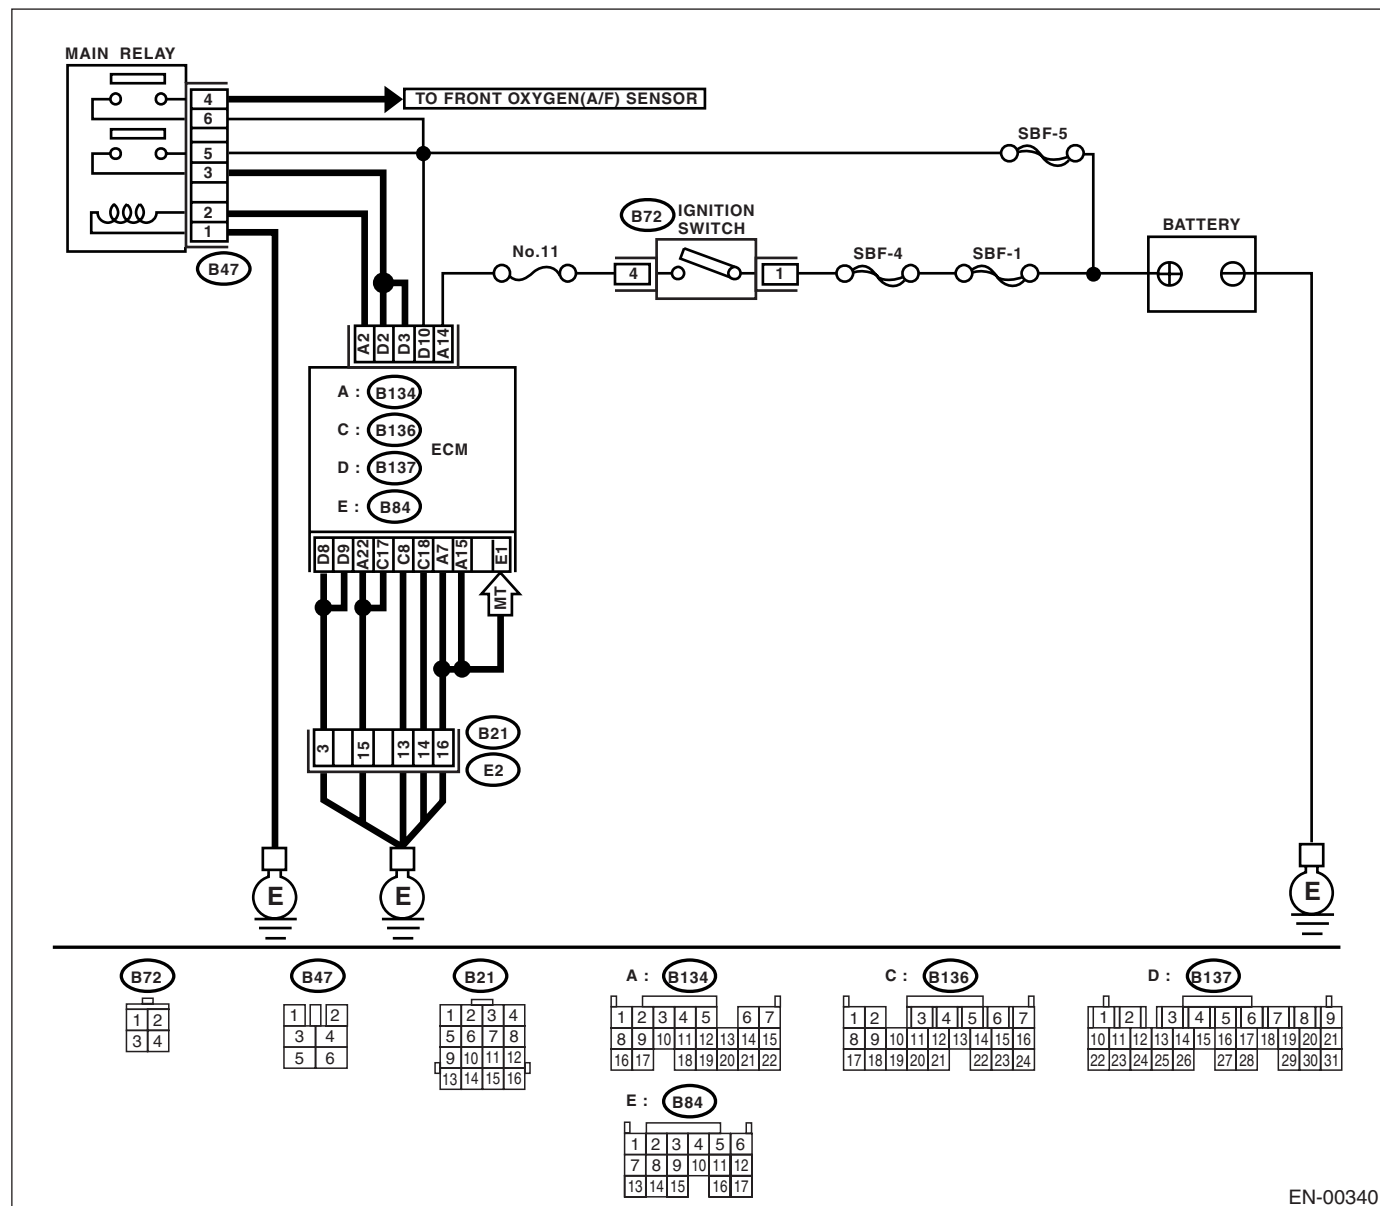 MAIN RELAY
4
TO FRONT OXYGEN(A/F) SENSOR
6
5
3
2
1
B47
SBF-5
B72
IGNITION
SWITCH
BATTERY
No.11
4
1
SBF-4
SBF-1
A2
D2
D3
D10
A14
A : B134
C : B136
ECM
D : B137
E : B84
D8
D9
A22
C17
C8
C18
A7
A15
E1
MT
3
15
13
14
16
B21
E2
E
E
E
B72
1 2
3 4
B47
1 2
3 4
5 6
B21
1 2 3 4
5 6 7 8
9 10 11 12
13 14 15 16
A : B134
1 2 3 4 5 6 7
8 9 10 11 12 13 14 15
16 17 18 19 20 21 22
C : B136
1 2 3 4 5 6 7
8 9 10 11 12 13 14 15 16
17 18 19 20 21 22 23 24
D : B137
1 2 3 4 5 6 7 8 9
10 11 12 13 14 15 16 17 18 19 20 21
22 23 24 25 26 27 28 29 30 31
E : B84
1 2 3 4 5 6
7 8 9 10 11 12
13 14 15 16 17
EN-00340